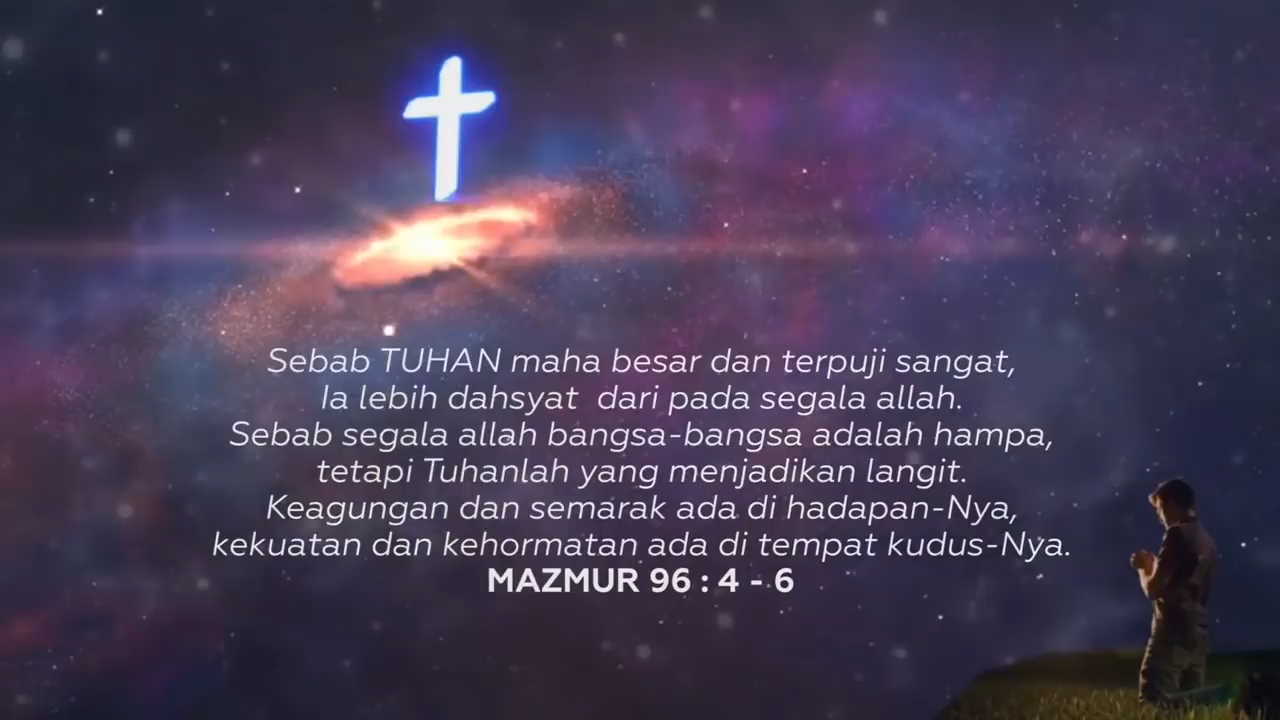 Sebab TUHAN maha besar dan terpuji sangat,
Ia lebih dahsyat  dari pada segala allah.
Sebab segala allah bangsa-bangsa adalah hampa,
tetapi Tuhanlah yang menjadikan langit.
Keagungan dan semarak ada di hadapan-Nya,
kekuatan dan kehormatan ada di tempat kudus-Nya.
MAZMUR 96 : 4 - 6